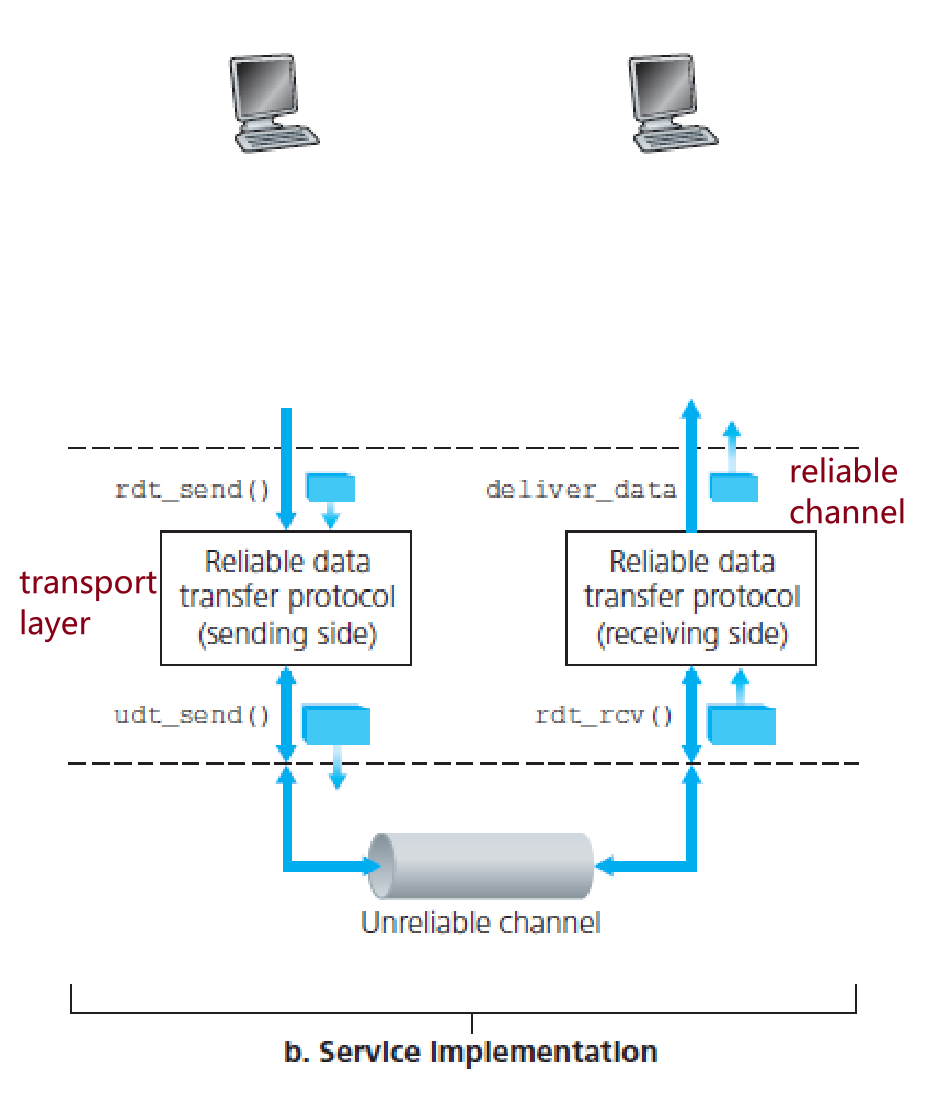 rdt_send()
deliver_data
reliable
channel
transport
layer
Reliable data
transfer protocol
(sending side)
Reliable data
transfer protocol
(receiving side)
udt_send()
rdt_rcv()
Unreliable channel
b. Service implementation